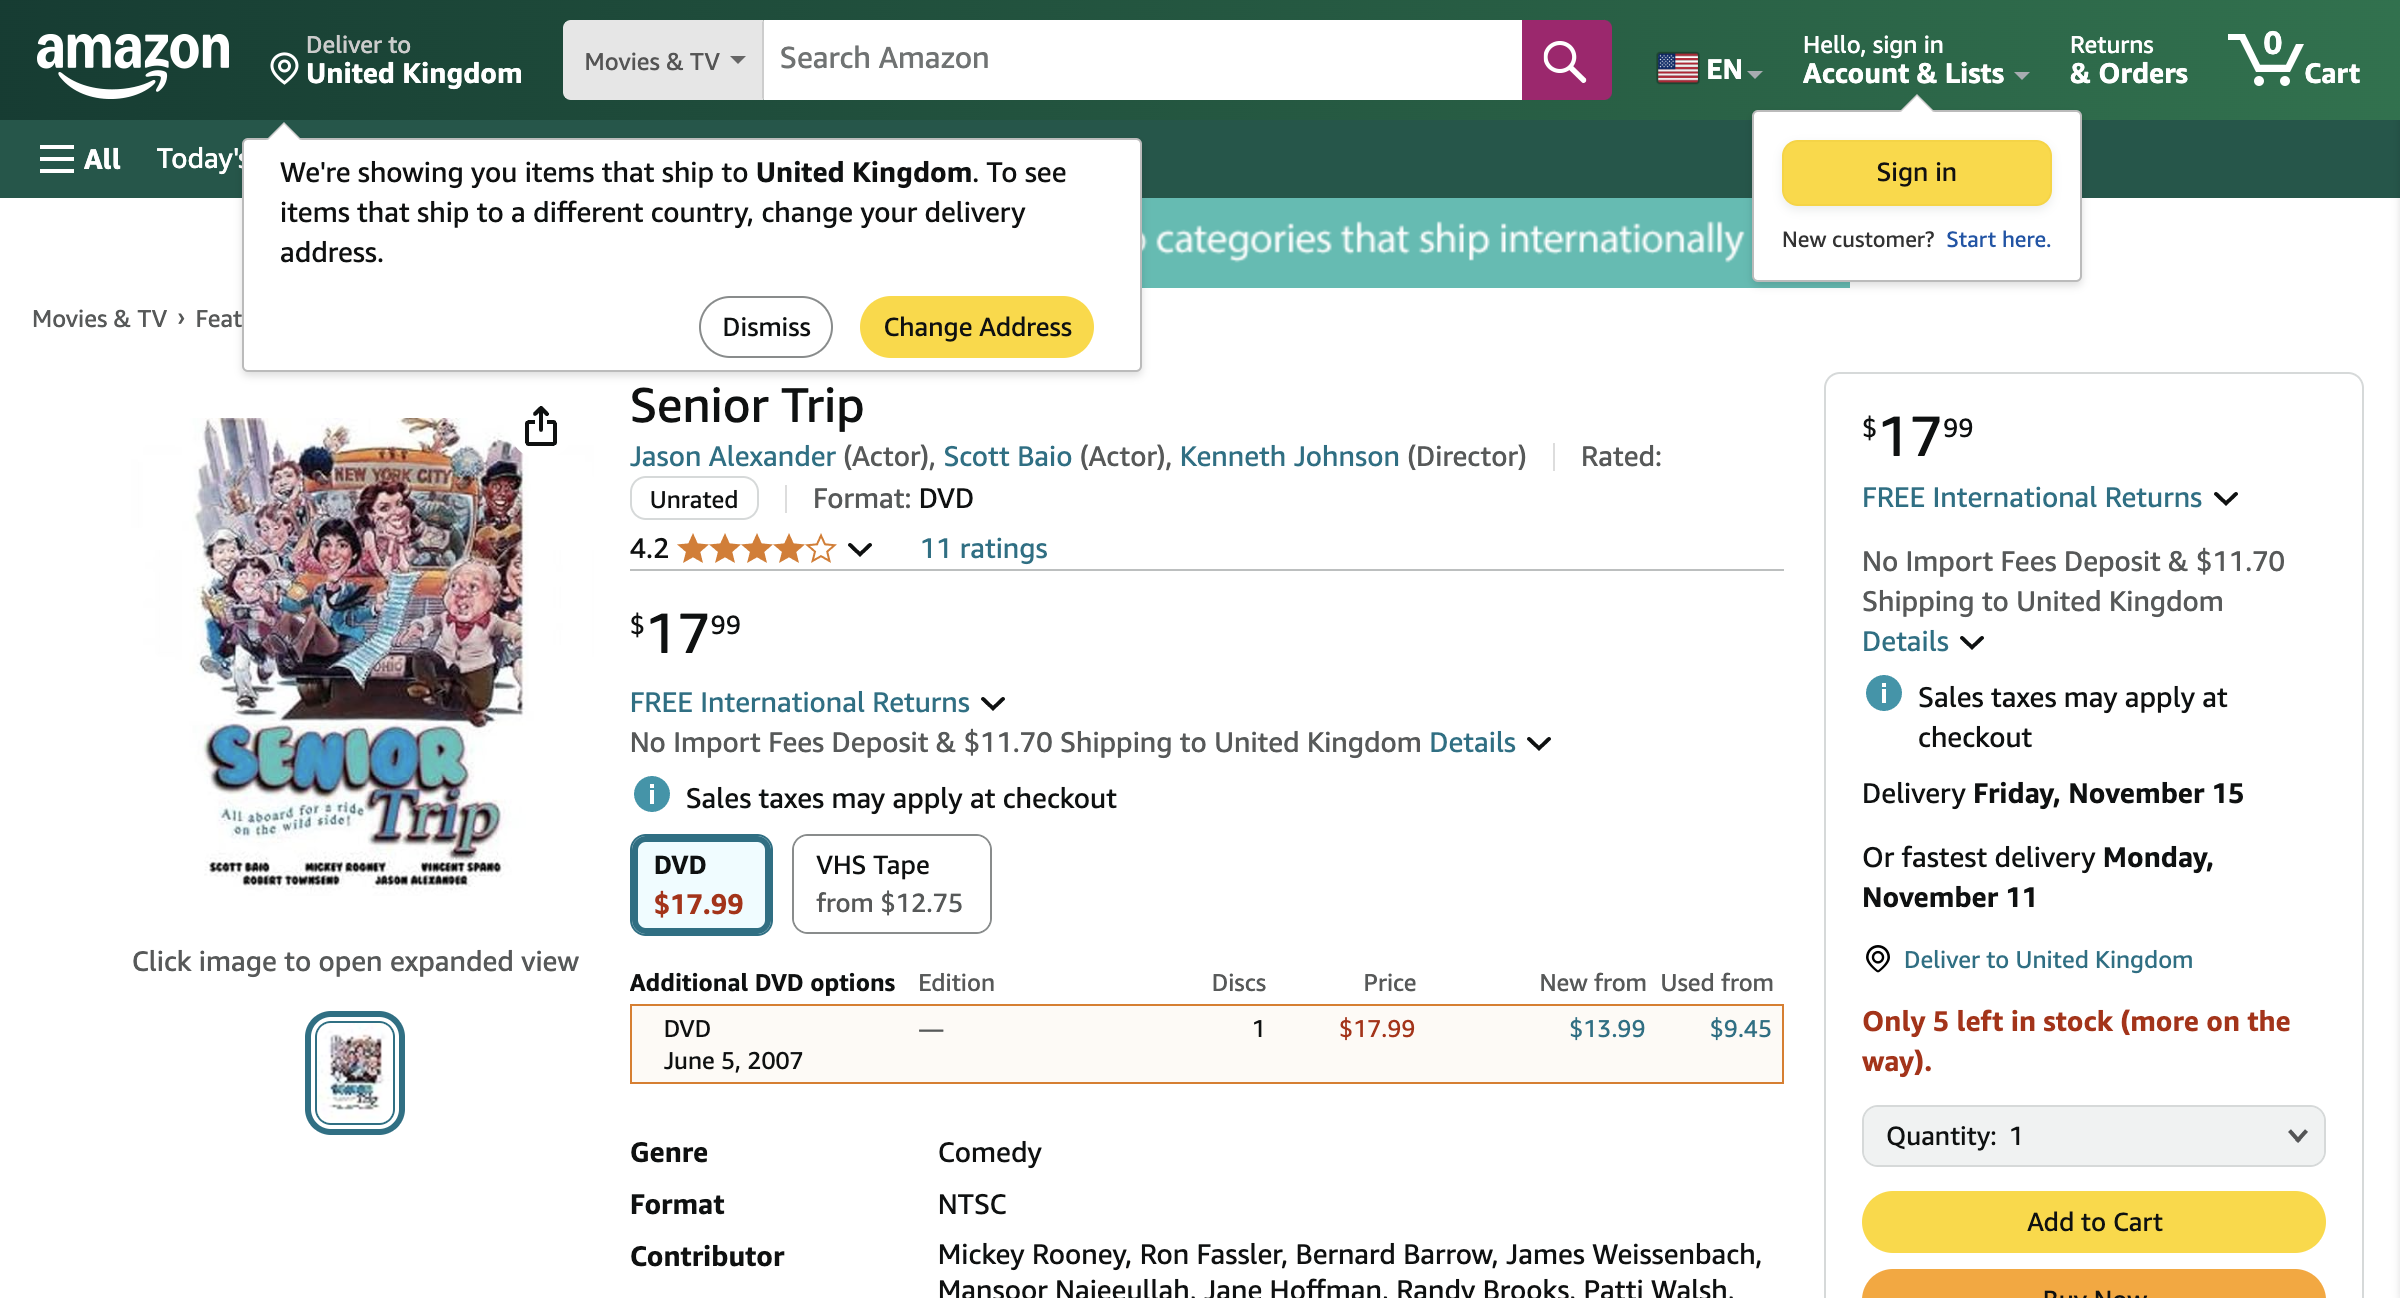 amazon
Deliver to
United Kingdom
Movies & TV
Search Amazon
EN
Hello, sign in
Account & Lists
Returns
& Orders
0
Cart
All
Today's
We're showing you items that ship to United Kingdom. To see
items that ship to a different country, change your delivery
address.
Dismiss
Change Address
categories that ship internationally
Sign in
New customer? Start here.
Movies & TV › Feat
NEW YORK CITY
OHIO
SENIOR
Trip
All aboard for a ride
on the wild side!
SCOTT BAIO MICKEY ROONEY VINCENT SPANO
ROBERT TOWNSEND JASON ALEXANDER
Click image to open expanded view
Senior Trip
Jason Alexander (Actor), Scott Baio (Actor), Kenneth Johnson (Director) Rated:
Unrated Format: DVD
4.2 11 ratings
$17 99
FREE International Returns
No Import Fees Deposit & $11.70 Shipping to United Kingdom Details
Sales taxes may apply at checkout
DVD
$17.99
VHS Tape
from $12.75
Additional DVD options Edition Discs Price New from Used from
DVD — 1 $17.99 $13.99 $9.45
June 5, 2007
Genre Comedy
Format NTSC
Contributor Mickey Rooney, Ron Fassler, Bernard Barrow, James Weissenbach,
Mansoor Najeeullah, Jane Hoffman, Randy Brooks, Patti Walsh,
$17 99
FREE International Returns
No Import Fees Deposit & $11.70
Shipping to United Kingdom
Details
Sales taxes may apply at
checkout
Delivery Friday, November 15
Or fastest delivery Monday,
November 11
Deliver to United Kingdom
Only 5 left in stock (more on the
way).
Quantity: 1
Add to Cart
Buy Now